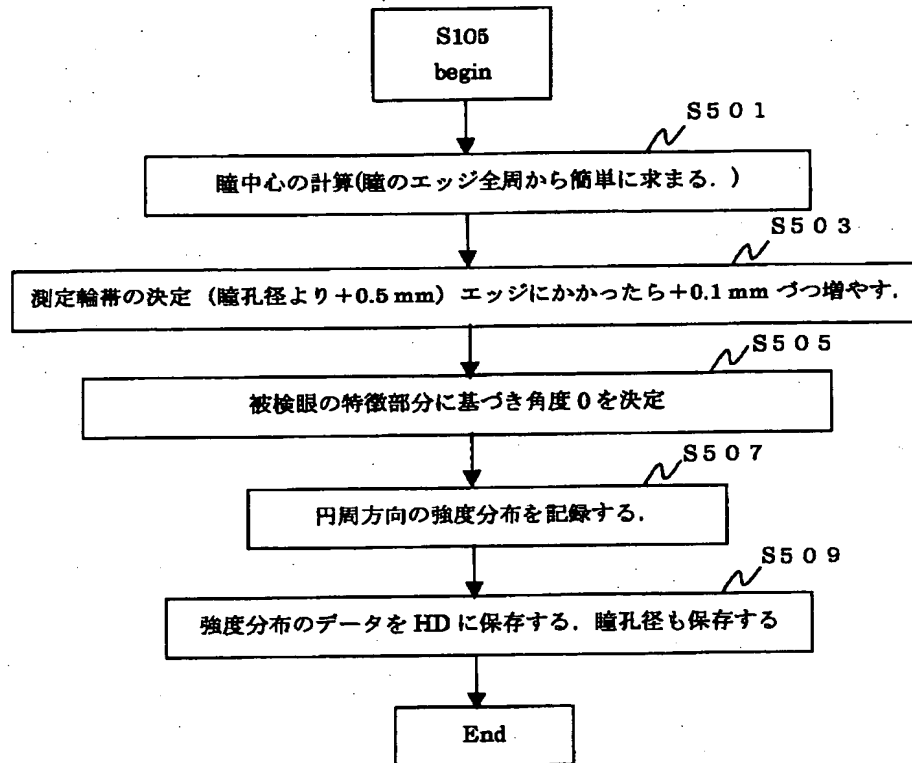 S105
begin
S501
瞳中心の計算(瞳のエッジ全周から簡単に求まる．)
S503
測定輪帯の決定（瞳孔径より＋0.5 mm）エッジにかかったら＋0.1 mm づつ増やす．
S505
被検眼の特徴部分に基づき角度 0 を決定
S507
円周方向の強度分布を記録する．
S509
強度分布のデータを HD に保存する．瞳孔径も保存する
End